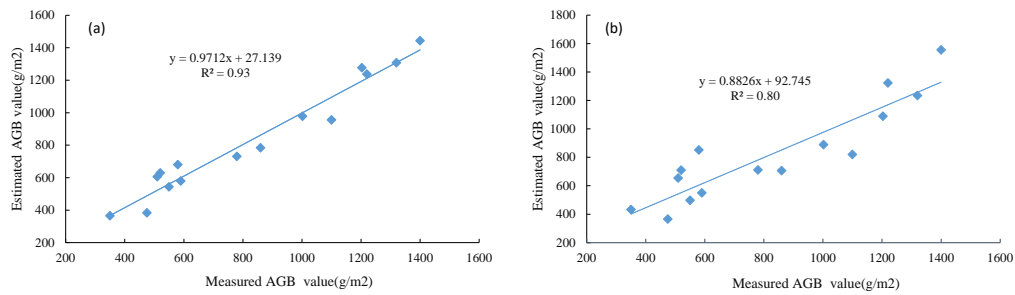 (a)
y = 0.9712x + 27.139
R² = 0.93
Estimated AGB value(g/m2)
1600
1400
1200
1000
800
600
400
200
200 400 600 800 1000 1200 1400 1600
Measured AGB value(g/m2)
(b)
y = 0.8826x + 92.745
R² = 0.80
Estimated AGB value(g/m2)
1800
1600
1400
1200
1000
800
600
400
200
200 400 600 800 1000 1200 1400 1600
Measured AGB value(g/m2)